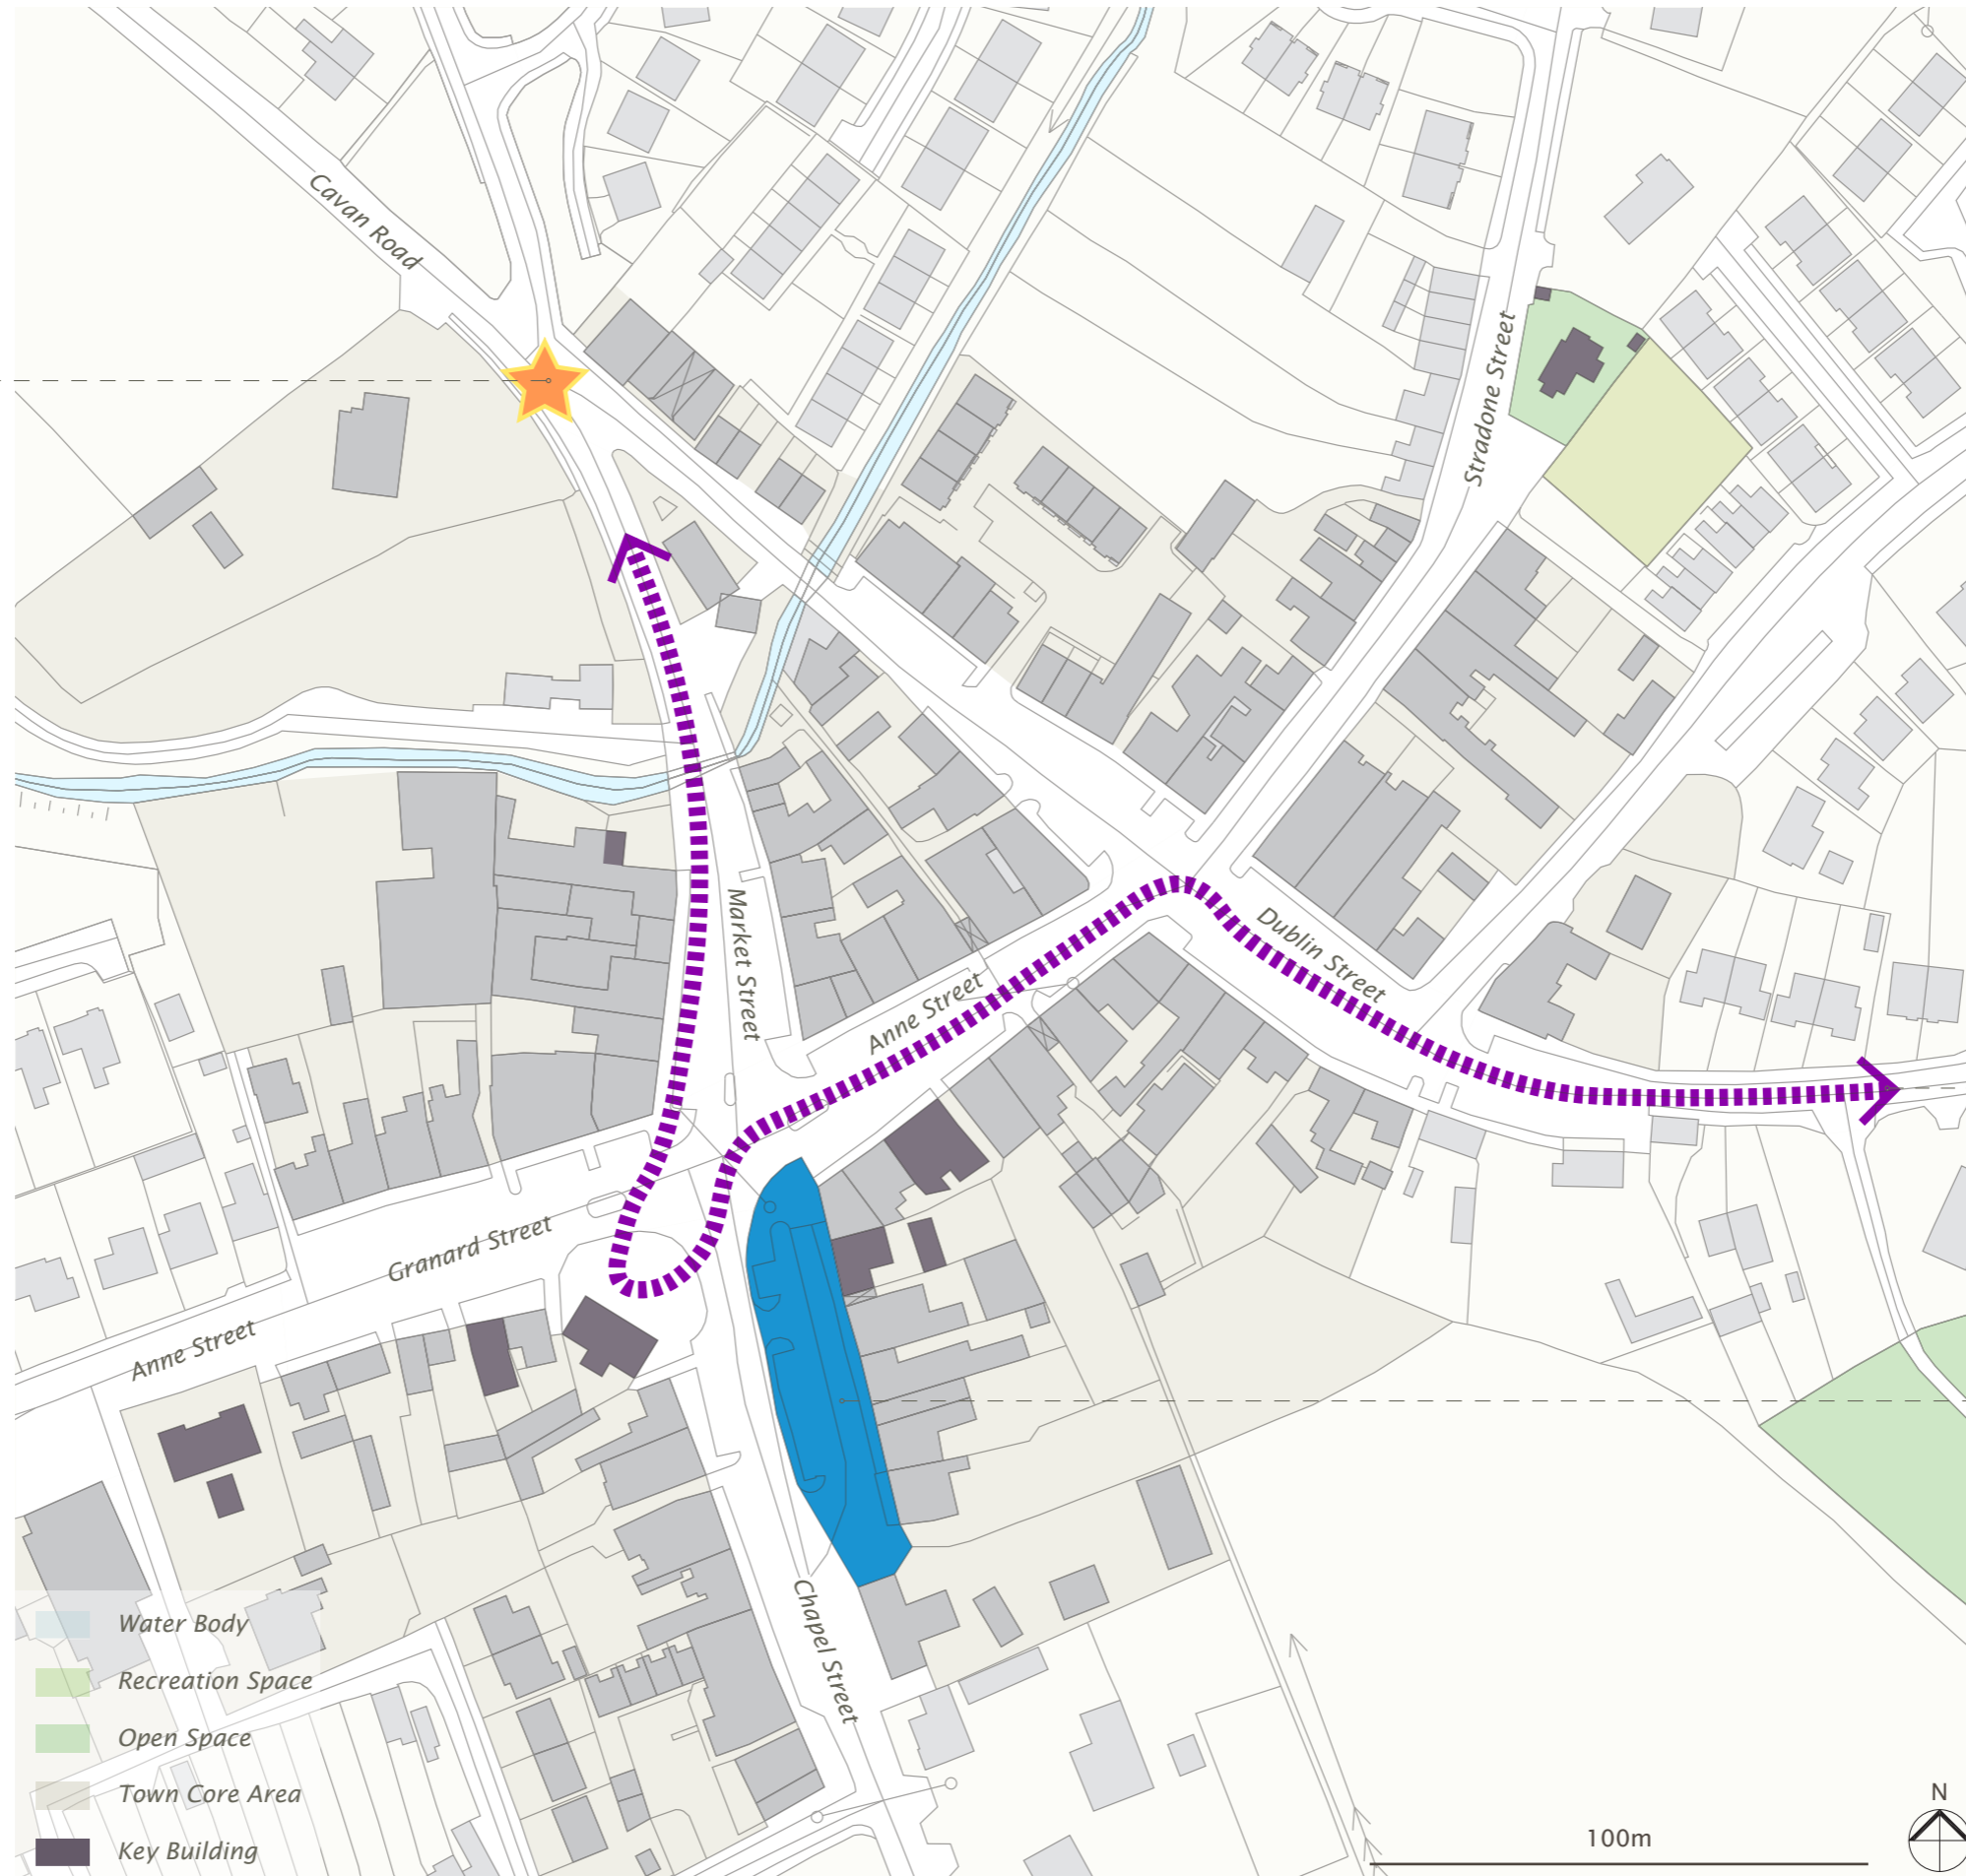 Cavan Road
Stradone Street
Dublin Street
Market Street
Anne Street
Granard Street
Anne Street
Chapel Street
Water Body
Recreation Space
Open Space
Town Core Area
Key Building
100m
N